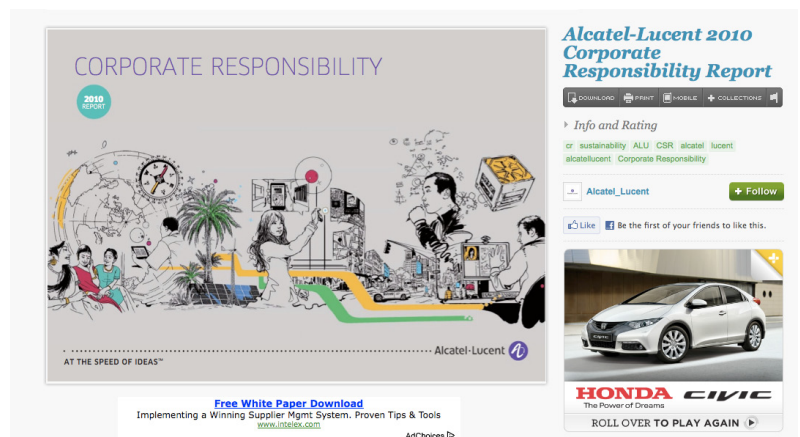 CORPORATE RESPONSIBILITY
2010
REPORT
AT THE SPEED OF IDEAS™
Alcatel·Lucent
Free White Paper Download
Implementing a Winning Supplier Mgmt System. Proven Tips & Tools
www.intelex.com
AdChoices
Alcatel-Lucent 2010
Corporate
Responsibility Report
DOWNLOAD PRINT MOBILE + COLLECTIONS
Info and Rating
cr sustainability ALU CSR alcatel lucent
alcatellucent Corporate Responsibility
Alcatel_Lucent + Follow
Like Be the first of your friends to like this.
HONDA CIVIC
The Power of Dreams
ROLL OVER TO PLAY AGAIN